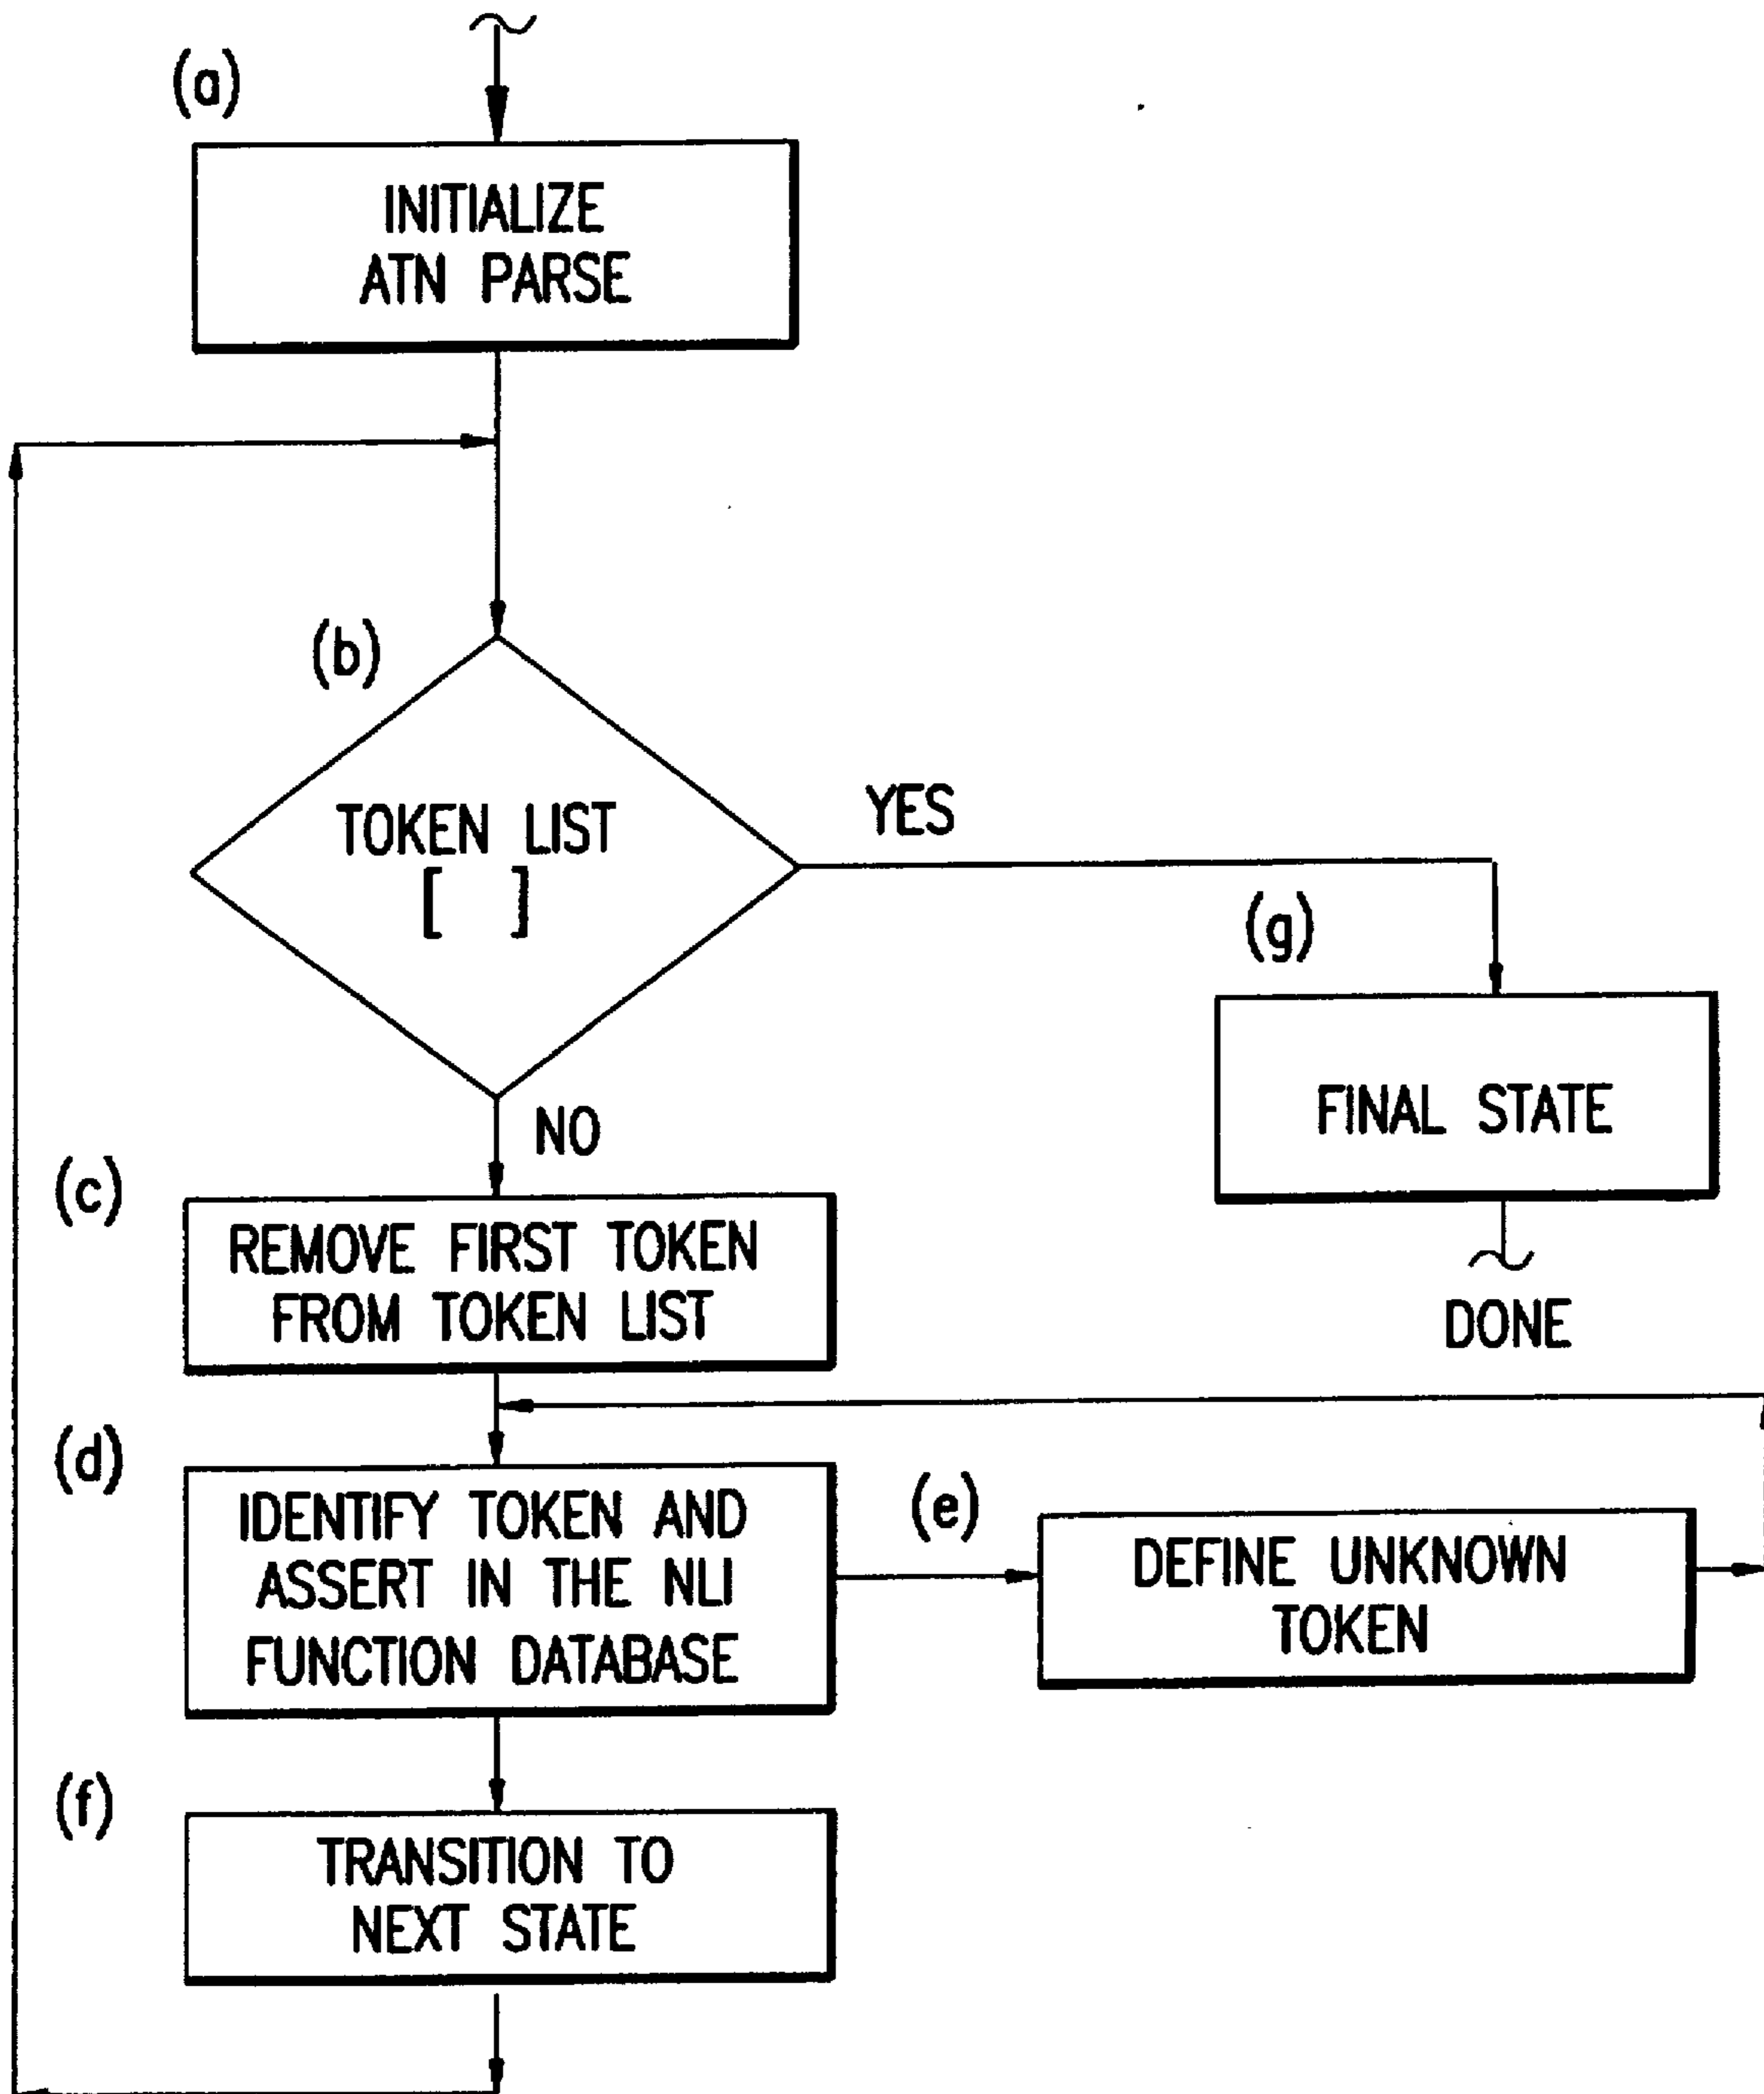 (a)
INITIALIZE
ATN PARSE
(b)
TOKEN LIST
[ ]
YES
(g)
FINAL STATE
DONE
NO
(c)
REMOVE FIRST TOKEN
FROM TOKEN LIST
(d)
IDENTIFY TOKEN AND
ASSERT IN THE NLI
FUNCTION DATABASE
(e)
DEFINE UNKNOWN
TOKEN
(f)
TRANSITION TO
NEXT STATE